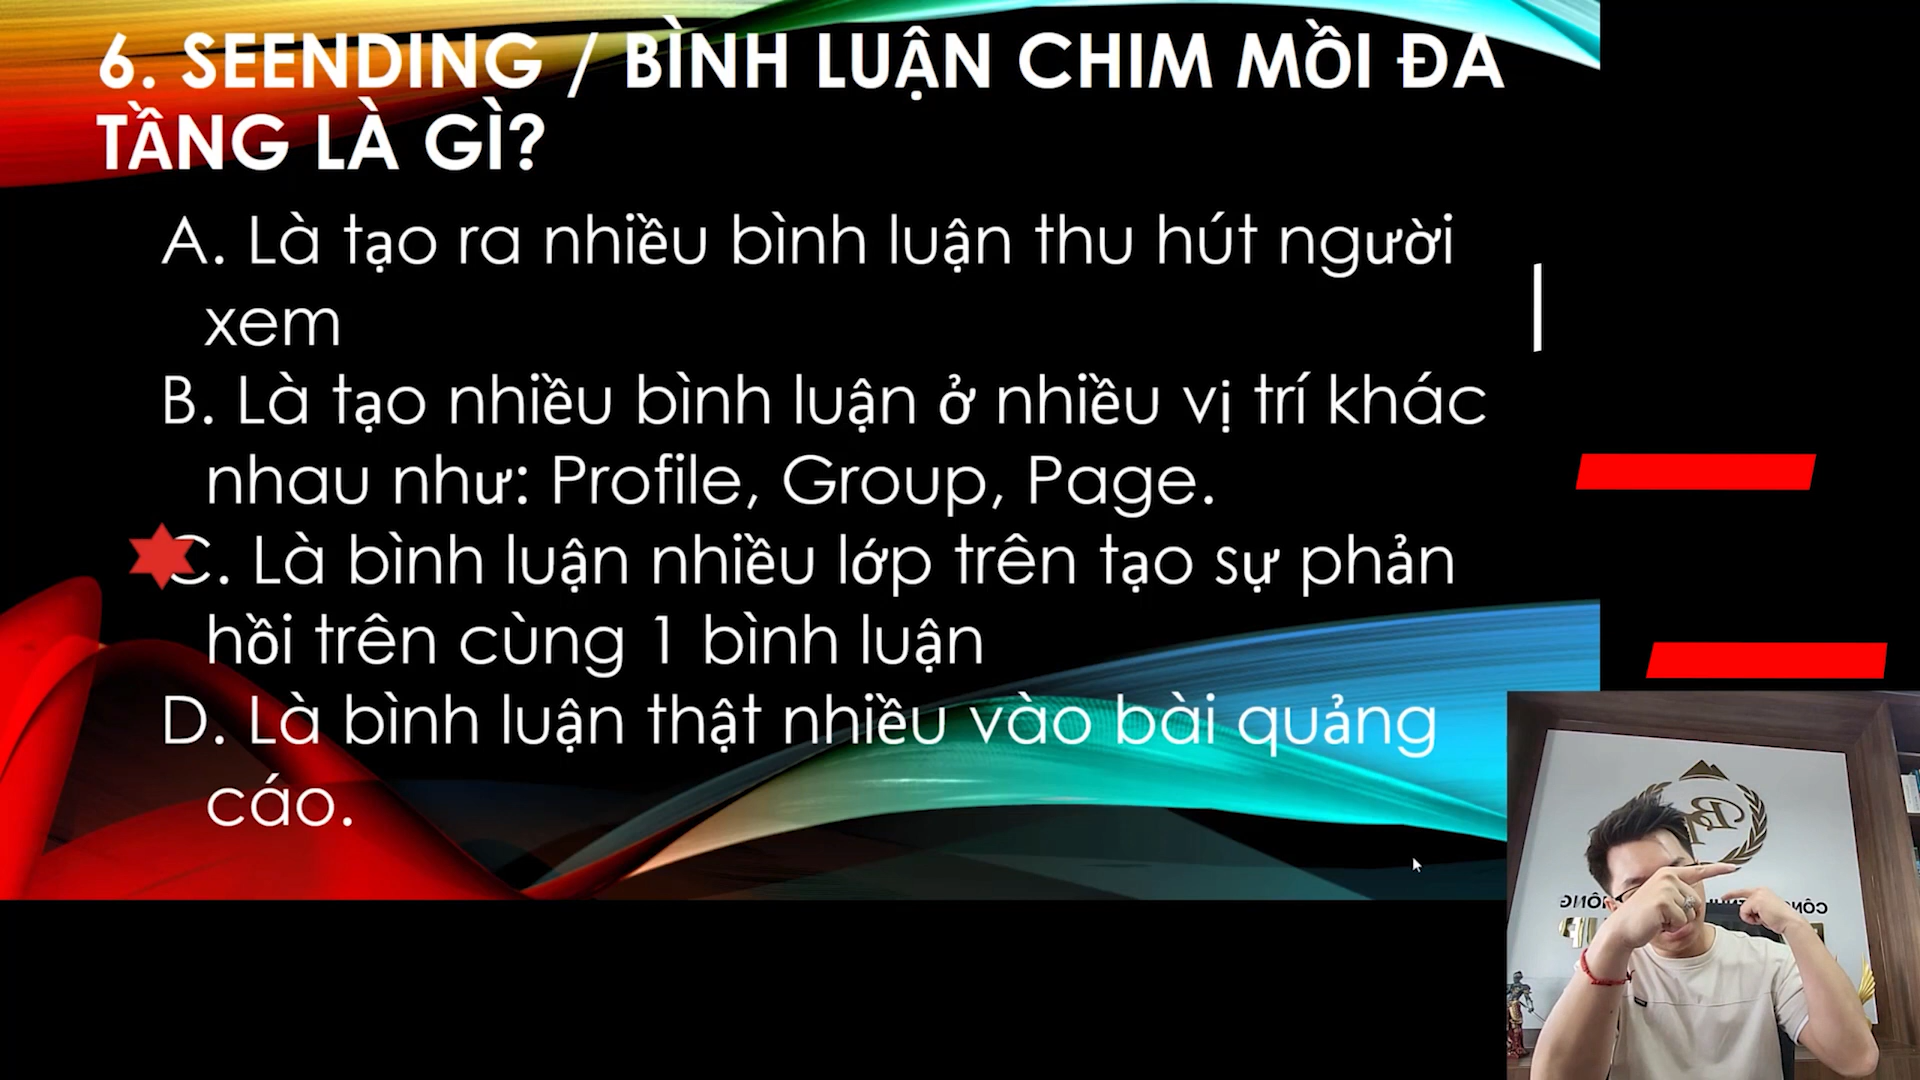 6. SEENDING / BÌNH LUẬN CHIM MỒI ĐA
TẦNG LÀ GÌ?
A. Là tạo ra nhiều bình luận thu hút người
xem
B. Là tạo nhiều bình luận ở nhiều vị trí khác
nhau như: Profile, Group, Page.
C. Là bình luận nhiều lớp trên tạo sự phản
hồi trên cùng 1 bình luận
D. Là bình luận thật nhiều vào bài quảng
cáo.